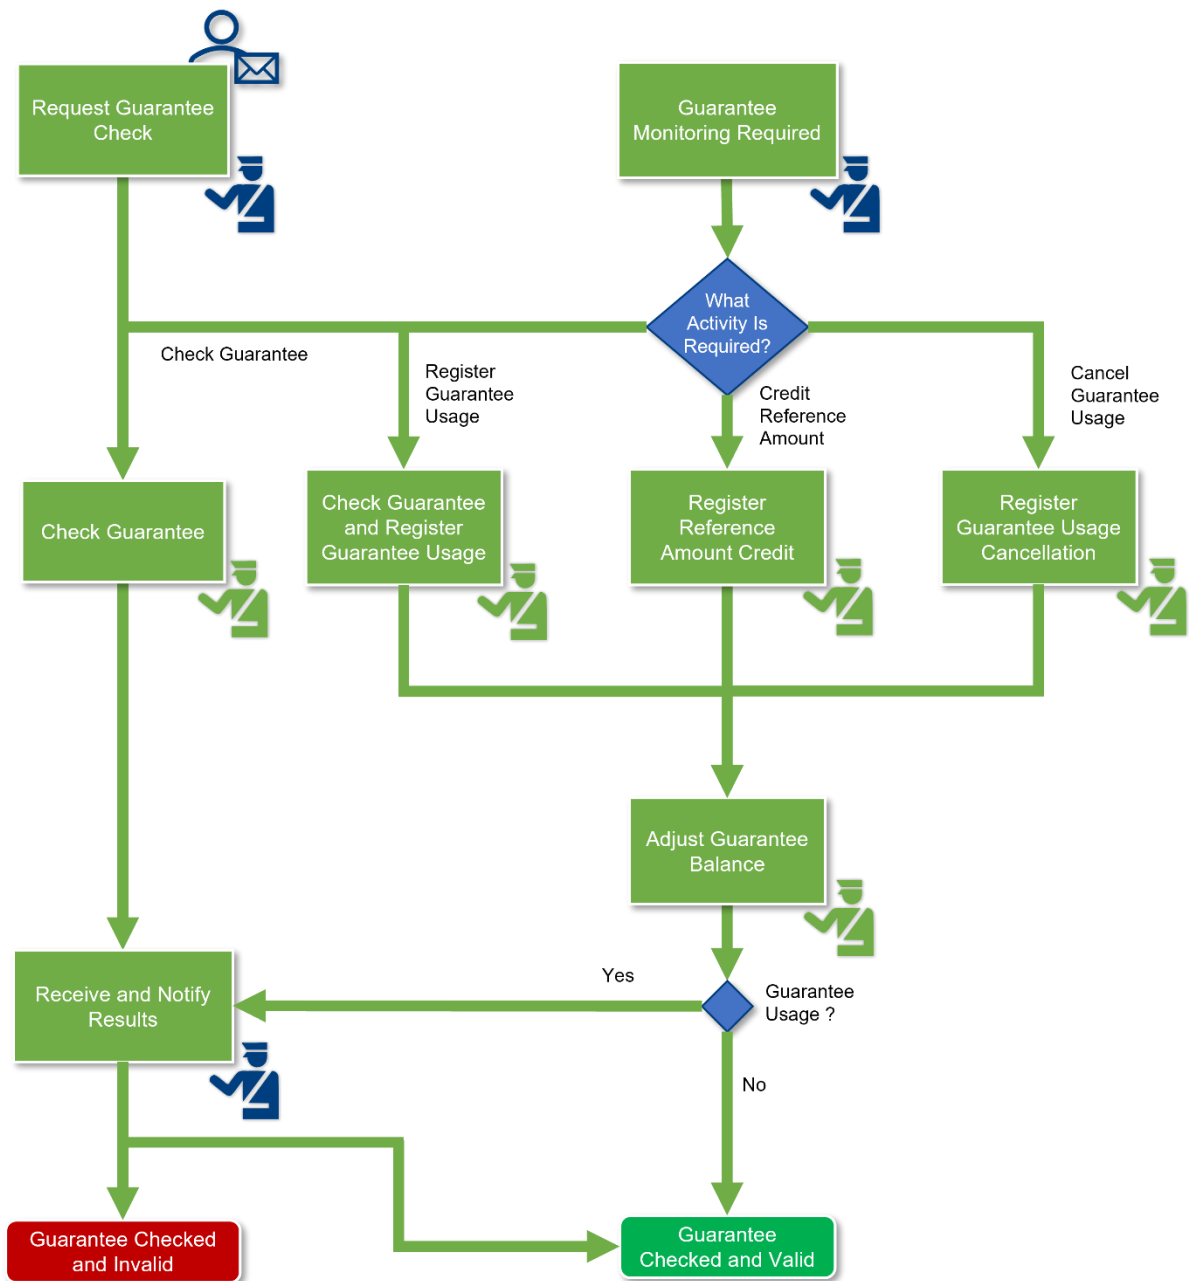 Request Guarantee
Check
Guarantee
Monitoring Required
What
Activity Is
Required?
Check Guarantee
Register
Guarantee
Usage
Credit
Reference
Amount
Cancel
Guarantee
Usage
Check Guarantee
Check Guarantee
and Register
Guarantee Usage
Register
Reference
Amount Credit
Register
Guarantee Usage
Cancellation
Adjust Guarantee
Balance
Receive and Notify
Results
Yes
Guarantee
Usage ?
No
Guarantee Checked
and Invalid
Guarantee
Checked and Valid